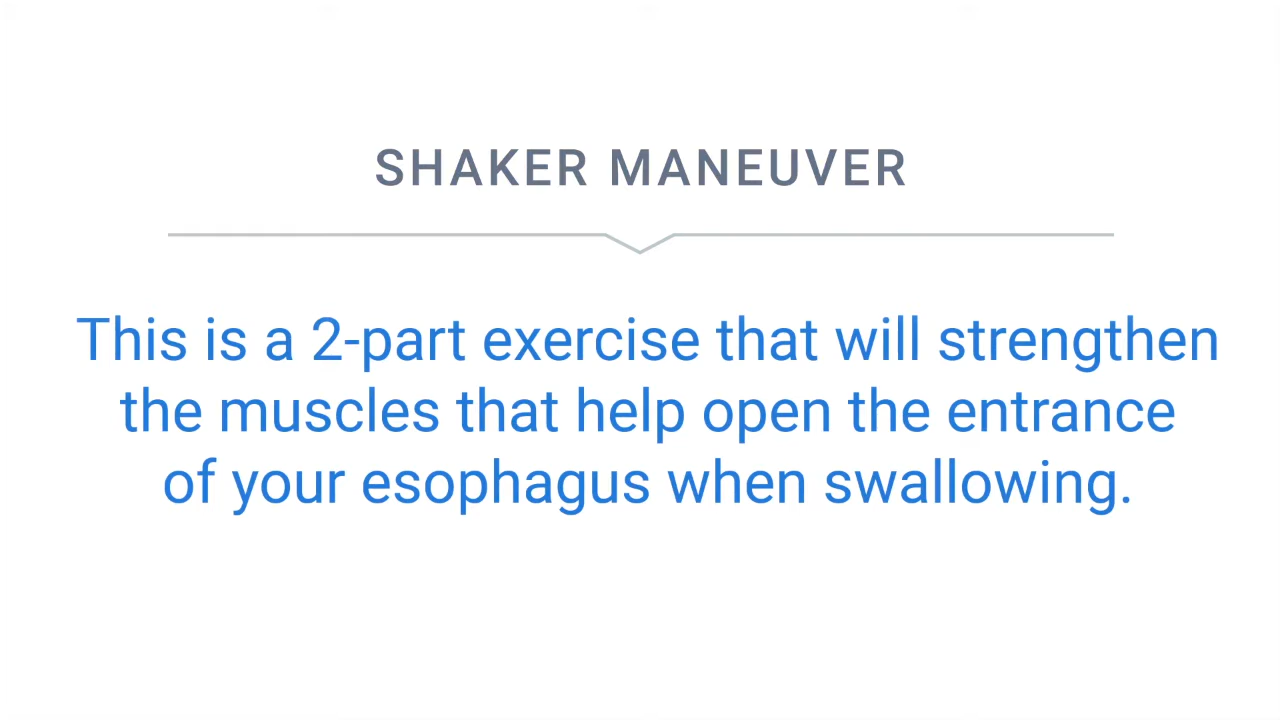 SHAKER MANEUVER
This is a 2-part exercise that will strengthen
the muscles that help open the entrance
of your esophagus when swallowing.